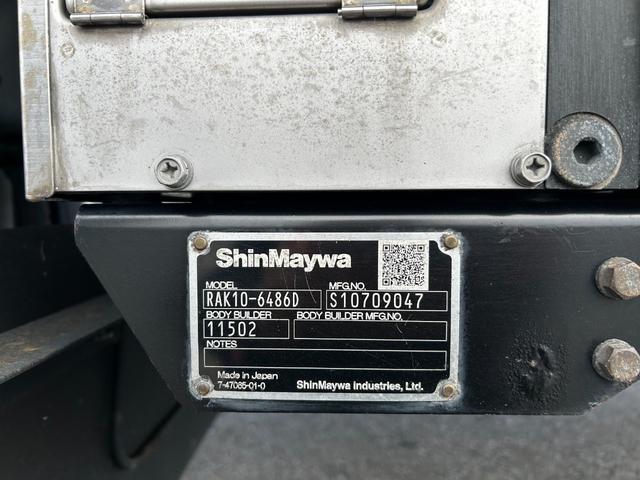 ShinMaywa
MODEL MFG.NO.
RAK10-6486D S10709047
BODY BUILDER BODY BUILDER MFG.NO.
11502
NOTES
Made in Japan
7-47085-01-0 ShinMaywa Industries, Ltd.